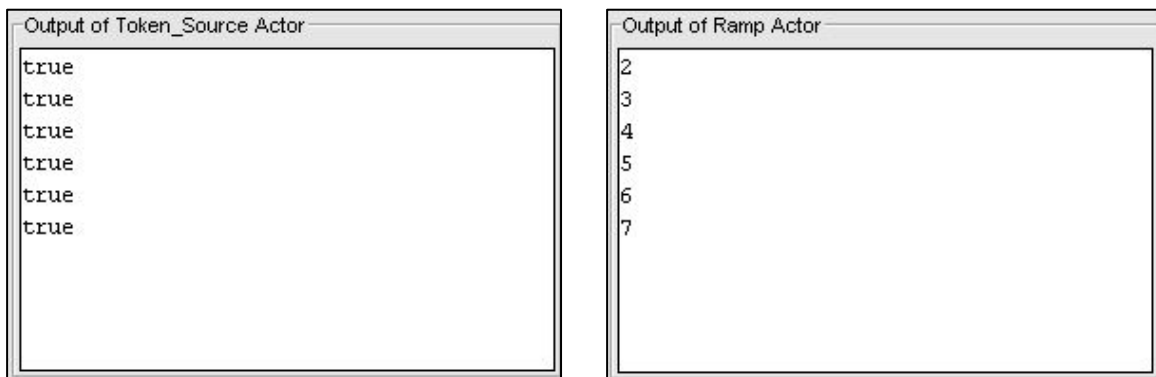 Output of Token_Source Actor
true
true
true
true
true
true
Output of Ramp Actor
2
3
4
5
6
7